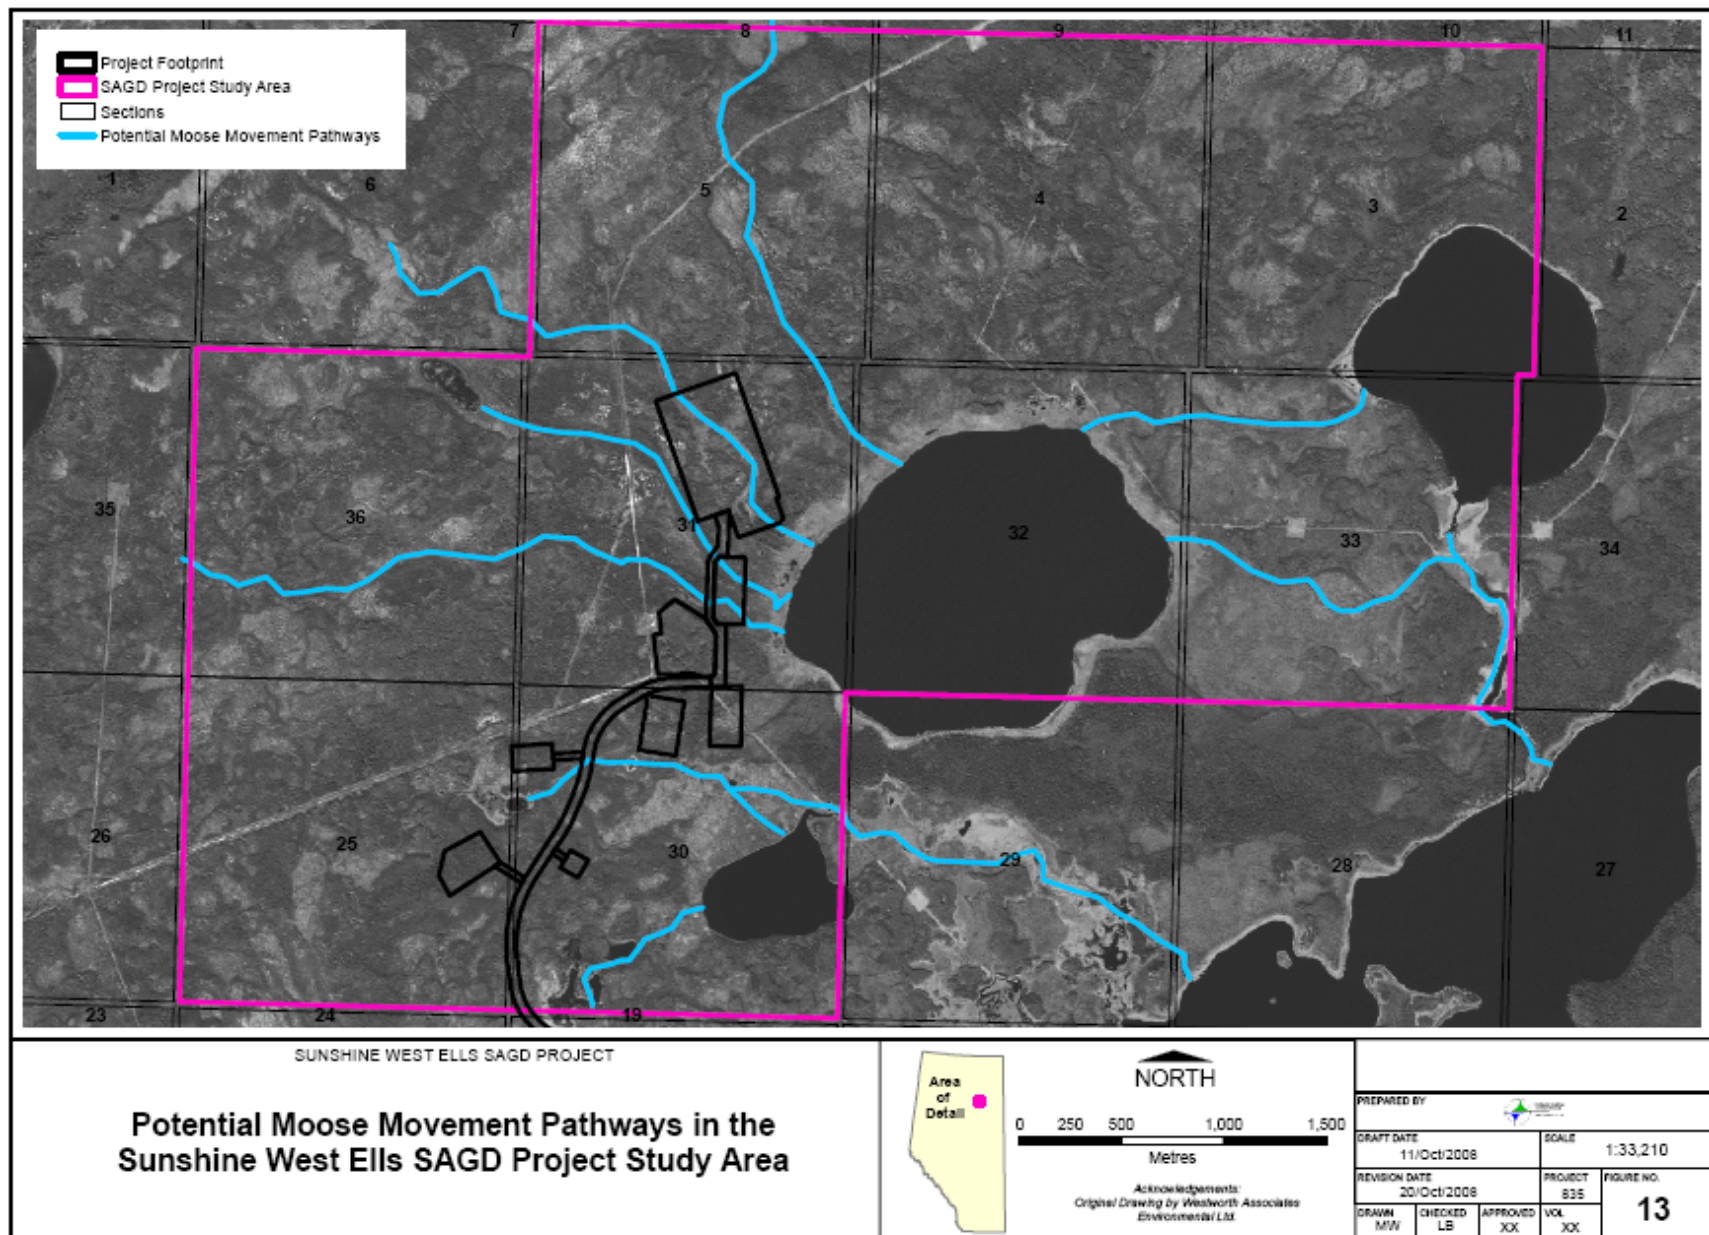 7
8
9
10
11
Project Footprint
SAGD Project Study Area
Sections
Potential Moose Movement Pathways
1
6
5
4
3
2
35
36
31
32
33
34
26
25
30
29
28
27
23
24
19
SUNSHINE WEST ELLS SAGD PROJECT
Potential Moose Movement Pathways in the
Sunshine West Ells SAGD Project Study Area
Area
of
Detail
NORTH
0 250 500 1,000 1,500
Metres
Acknowledgements:
Original Drawing by Westworth Associates
Environmental Ltd.
PREPARED BY
DRAFT DATE
11/Oct/2008
SCALE
1:33,210
REVISION DATE
20/Oct/2008
PROJECT
835
FIGURE NO.
13
DRAWN
MW
CHECKED
LB
APPROVED
XX
VOL
XX